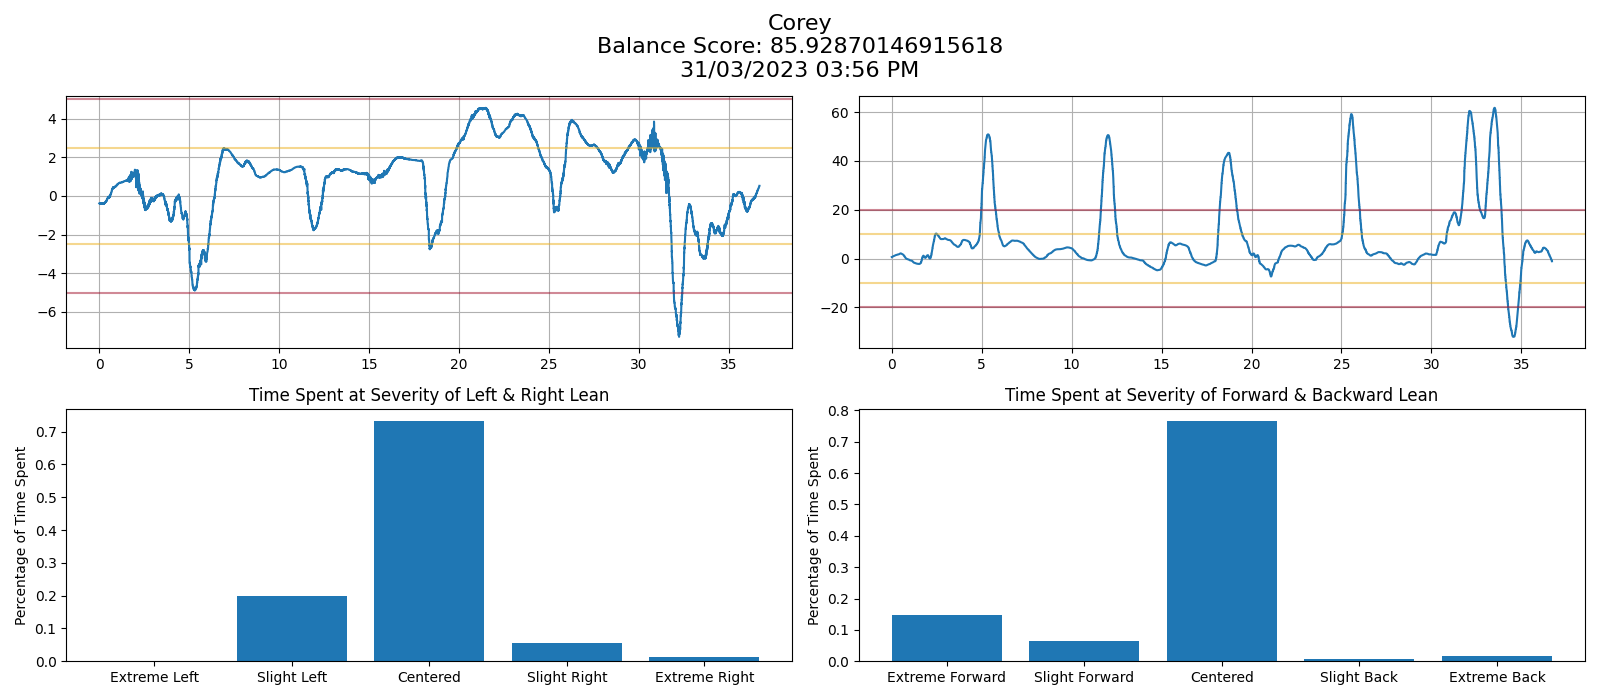 Corey
Balance Score: 85.92870146915618
31/03/2023 03:56 PM
4
2
0
−2
−4
−6
0 5 10 15 20 25 30 35
60
40
20
0
−20
0 5 10 15 20 25 30 35
Time Spent at Severity of Left & Right Lean
Percentage of Time Spent
0.7
0.6
0.5
0.4
0.3
0.2
0.1
0.0
Extreme Left Slight Left Centered Slight Right Extreme Right
Time Spent at Severity of Forward & Backward Lean
Percentage of Time Spent
0.8
0.7
0.6
0.5
0.4
0.3
0.2
0.1
0.0
Extreme Forward Slight Forward Centered Slight Back Extreme Back